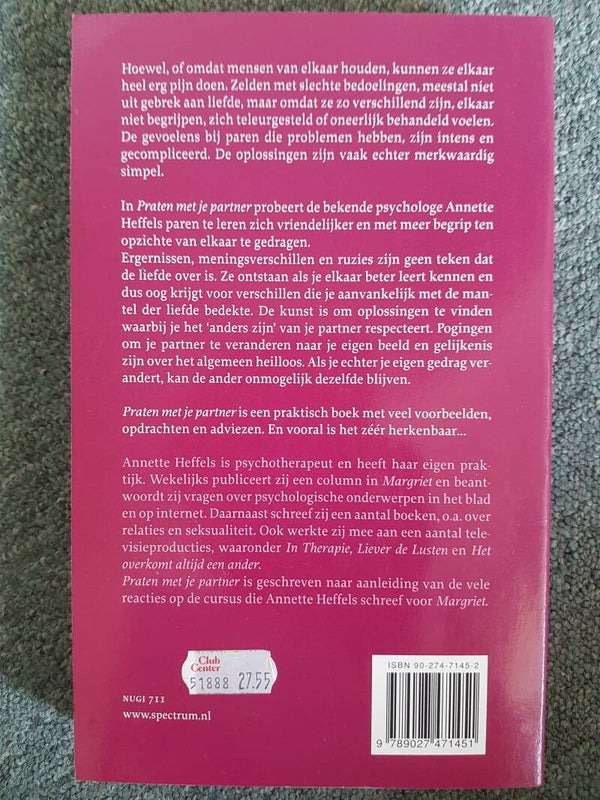 Hoewel, of omdat mensen van elkaar houden, kunnen ze elkaar
heel erg pijn doen. Zelden met slechte bedoelingen, meestal niet
uit gebrek aan liefde, maar omdat ze zo verschillend zijn, elkaar
niet begrijpen, zich teleurgesteld of oneerlijk behandeld voelen.
De gevoelens bij paren die problemen hebben, zijn intens en
gecompliceerd. De oplossingen zijn vaak echter merkwaardig
simpel.
In Praten met je partner probeert de bekende psychologe Annette
Heffels paren te leren zich vriendelijker en met meer begrip ten
opzichte van elkaar te gedragen.
Ergernissen, meningsverschillen en ruzies zijn geen teken dat
de liefde over is. Ze ontstaan als je elkaar beter leert kennen en
dus oog krijgt voor verschillen die je aanvankelijk met de man-
tel der liefde bedekte. De kunst is om oplossingen te vinden
waarbij je het ‘anders zijn’ van je partner respecteert. Pogingen
om je partner te veranderen naar je eigen beeld en gelijkenis
zijn over het algemeen heilloos. Als je echter je eigen gedrag ver-
andert, kan de ander onmogelijk dezelfde blijven.
Praten met je partner is een praktisch boek met veel voorbeelden,
opdrachten en adviezen. En vooral is het zéér herkenbaar...
Annette Heffels is psychotherapeut en heeft haar eigen prak-
tijk. Wekelijks publiceert zij een column in Margriet en beant-
woordt zij vragen over psychologische onderwerpen in het blad
en op internet. Daarnaast schreef zij een aantal boeken, o.a. over
relaties en seksualiteit. Ook werkte zij mee aan een aantal tele-
visieproducties, waaronder In Therapie, Liever de Lusten en Het
overkomt altijd een ander.
Praten met je partner is geschreven naar aanleiding van de vele
reacties op de cursus die Annette Heffels schreef voor Margriet.
Club
Center
51888 27.55
NUGI 711
www.spectrum.nl
ISBN 90-274-7145-2
9 789027 471451